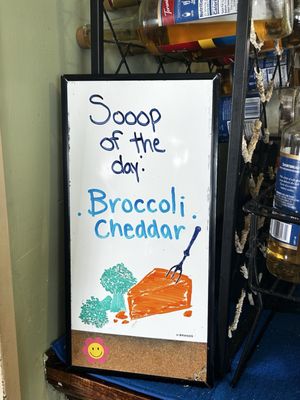 Sooop
of the
day:
Broccoli
Cheddar